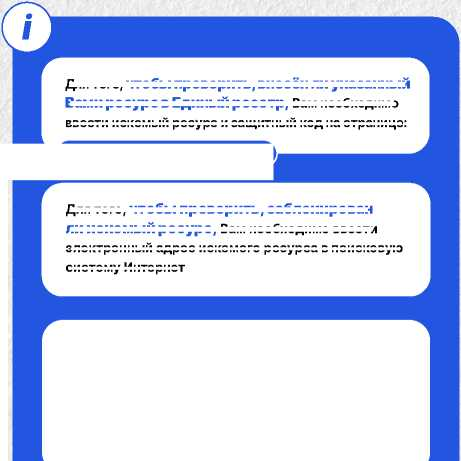 i
Для того, чтобы проверить, внесён ли указанный
Вами ресурс в Единый реестр, Вам необходимо
ввести искомый ресурс и защитный код на странице:
Для того, чтобы проверить, заблокирован
ли искомый ресурс, Вам необходимо ввести
электронный адрес искомого ресурса в поисковую
систему Интернет